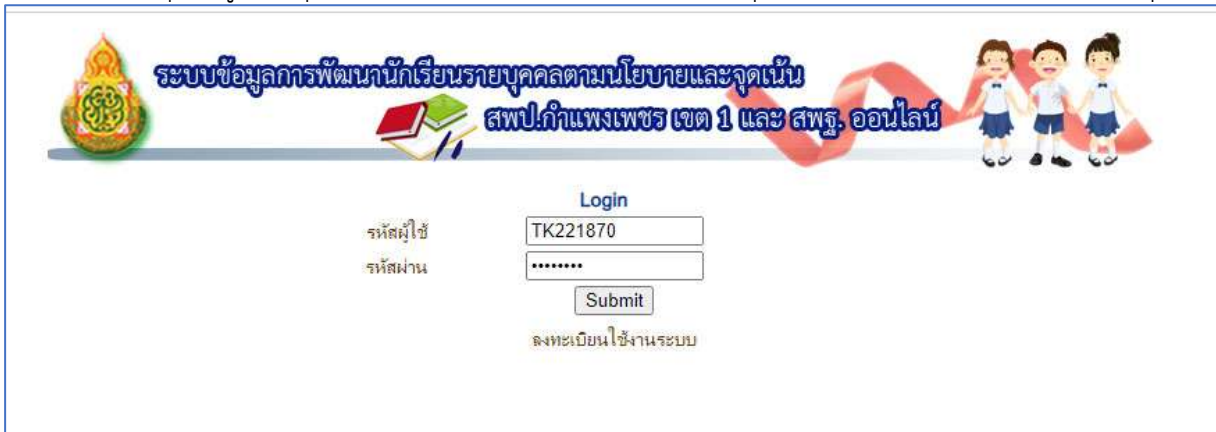 ระบบข้อมูลการพัฒนานักเรียนรายบุคคลตามนโยบายและจุดเน้น
สพป.กำแพงเพชร เขต 1 และ สพฐ. ออนไลน์
Login
รหัสผู้ใช้ TK221870
รหัสผ่าน ••••••••
Submit
ลงทะเบียนใช้งานระบบ